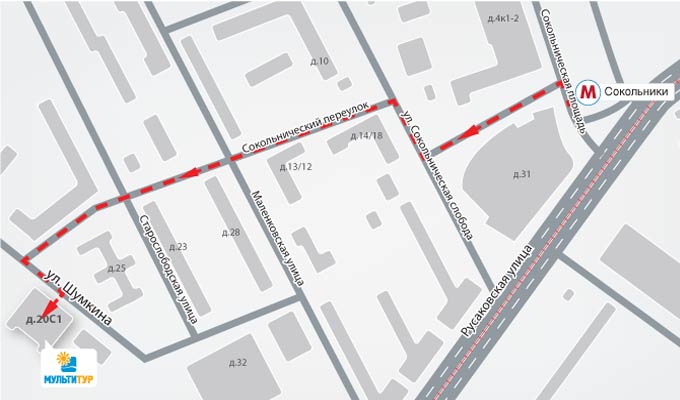 д.4к1-2
Сокольническая площадь
М
Сокольники
д.10
Сокольнический переулок
ул. Сокольническая слобода
д.14/18
д.13/12
д.31
Маленковская улица
Старослободская улица
д.28
д.23
д.25
Русаковская улица
ул. Шумкина
д.20С1
д.32
МУЛЬТИТУР